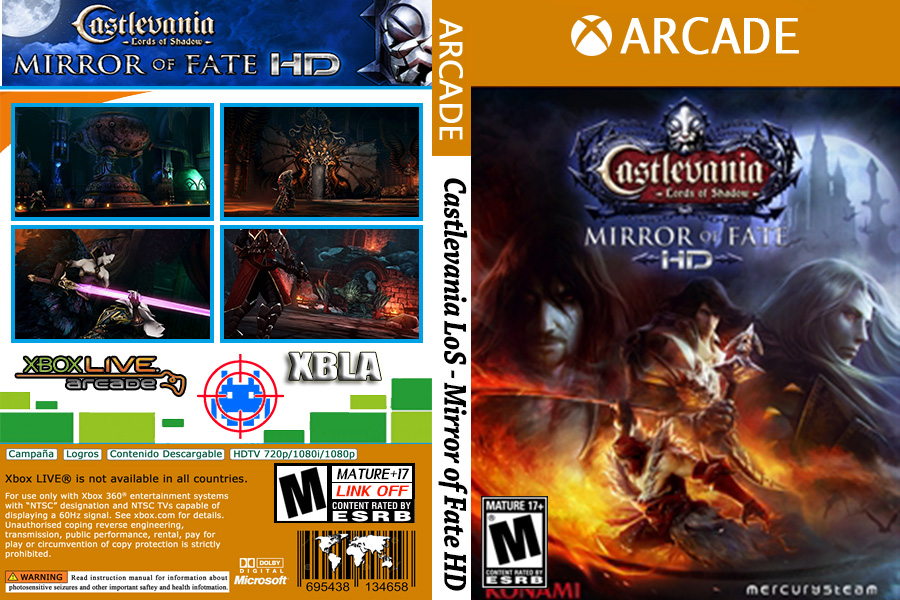 Castlevania
Lords of Shadow
MIRROR OF FATE HD
XBOX LIVE
arcade
XBLA
Campaña Logros Contenido Descargable HDTV 720p/1080i/1080p
Xbox LIVE® is not available in all countries.
For use only with Xbox 360® entertainment systems
with “NTSC” designation and NTSC TVs capable of
displaying a 60Hz signal. See xbox.com for details.
Unauthorised coping reverse engineering,
transmission, public performance, rental, pay for
play or circumvention of copy protection is strictly
prohibited.
WARNING Read instruction manual for information about
photosensitive seizures and other important saftey and health infotmation.
M
MATURE+17
LINK OFF
CONTENT RATED BY
ESRB
DOLBY
DIGITAL
Microsoft
695438 134658
ARCADE
Castlevania LoS - Mirror of Fate HD
ARCADE
Castlevania
Lords of Shadow
MIRROR OF FATE
HD
MATURE 17+
M
CONTENT RATED BY
ESRB
KONAMI
mercurysteam